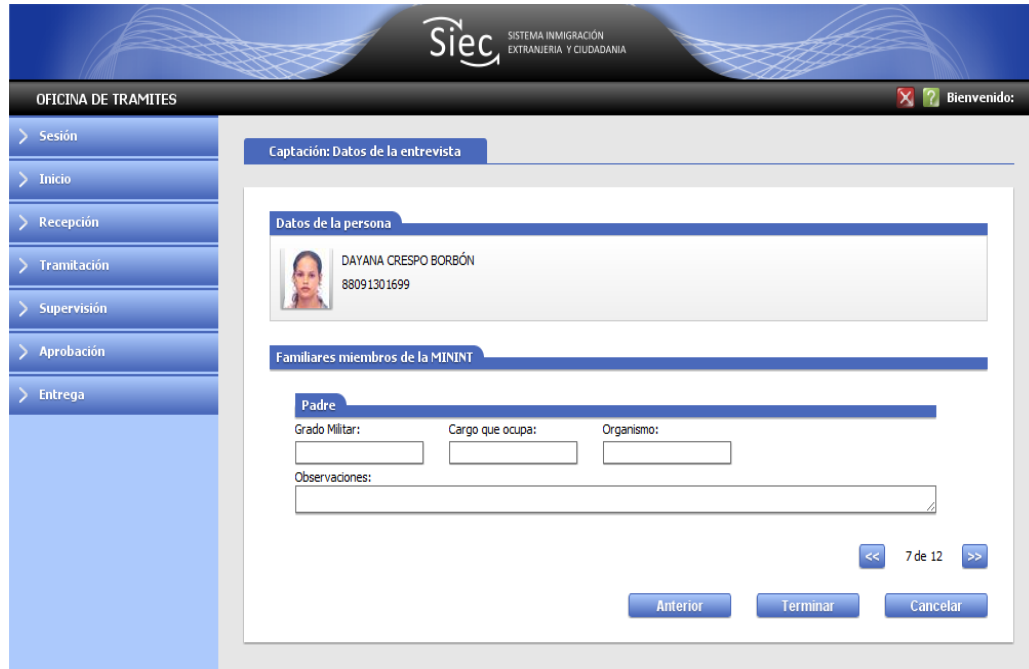 Siec SISTEMA INMIGRACIÓN
EXTRANJERIA Y CIUDADANIA
OFICINA DE TRAMITES
Bienvenido:
Sesión
Inicio
Recepción
Tramitación
Supervisión
Aprobación
Entrega
Captación: Datos de la entrevista
Datos de la persona
DAYANA CRESPO BORBÓN
88091301699
Familiares miembros de la MININT
Padre
Grado Militar: Cargo que ocupa: Organismo:
Observaciones:
<< 7 de 12 >>
Anterior Terminar Cancelar